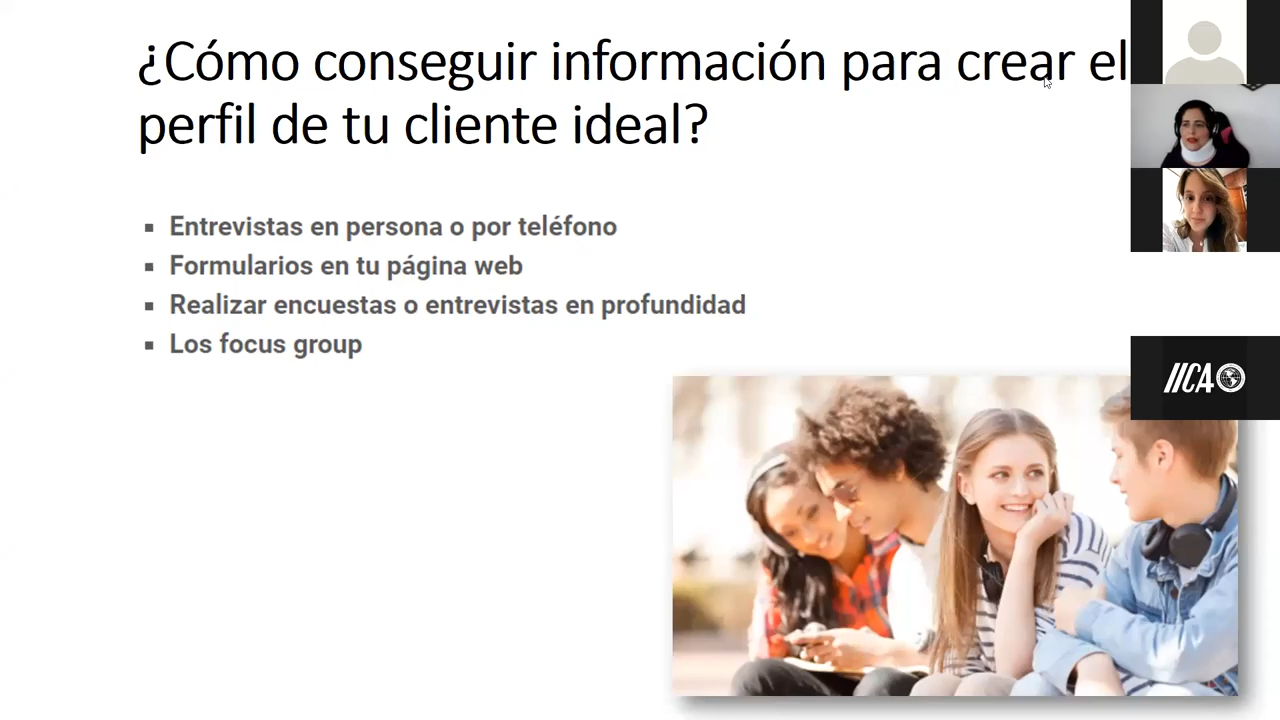 ¿Cómo conseguir información para crear el
perfil de tu cliente ideal?
Entrevistas en persona o por teléfono
Formularios en tu página web
Realizar encuestas o entrevistas en profundidad
Los focus group
IICA